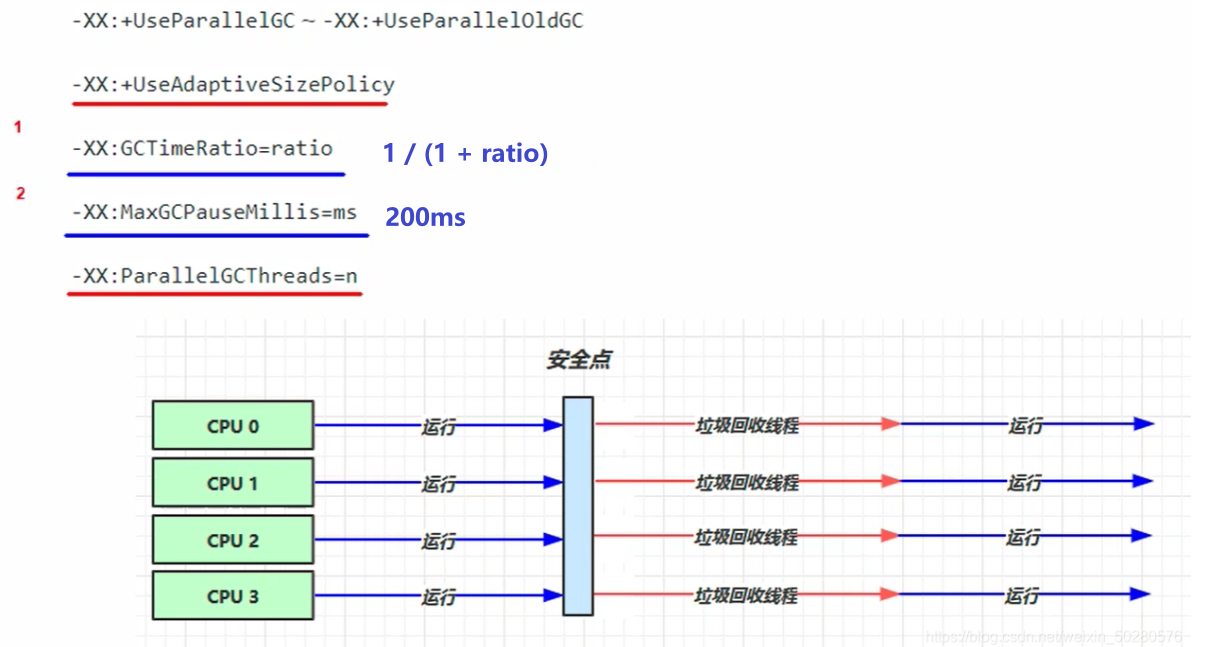 -XX:+UseParallelGC ~ -XX:+UseParallelOldGC
-XX:+UseAdaptiveSizePolicy
1
-XX:GCTimeRatio=ratio 1 / (1 + ratio)
2
-XX:MaxGCPauseMillis=ms 200ms
-XX:ParallelGCThreads=n
安全点
CPU 0 运行 垃圾回收线程 运行
CPU 1 运行 垃圾回收线程 运行
CPU 2 运行 垃圾回收线程 运行
CPU 3 运行 垃圾回收线程 运行
https://blog.csdn.net/weixin_50280576